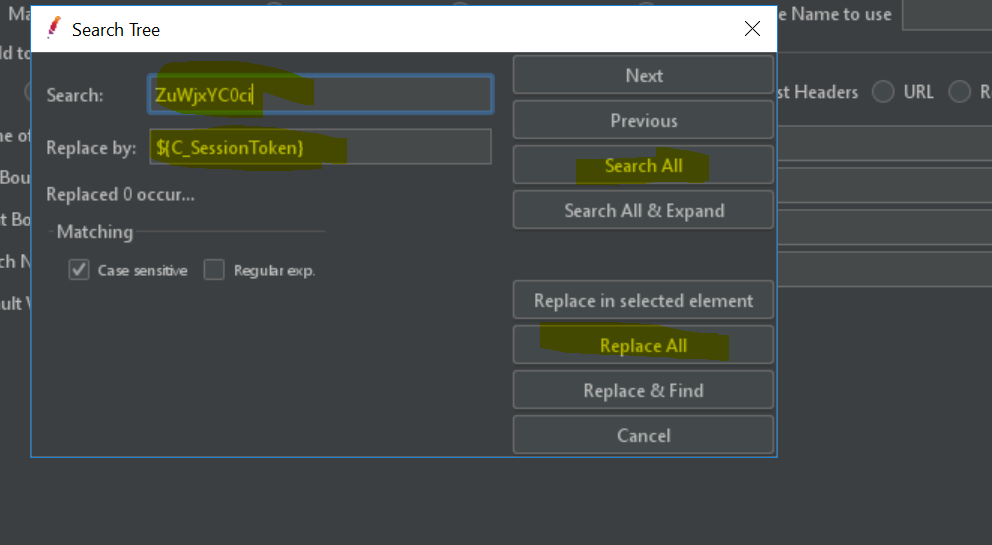 Search Tree
e Name to use
Search: ZuWjxYC0ci
Replace by: ${C_SessionToken}
Replaced 0 occur...
Matching
Case sensitive Regular exp.
Next
Previous
Search All
Search All & Expand
Replace in selected element
Replace All
Replace & Find
Cancel
Ma
ld to
ne of
Bou
t Bo
ch N
ult V
st Headers URL R